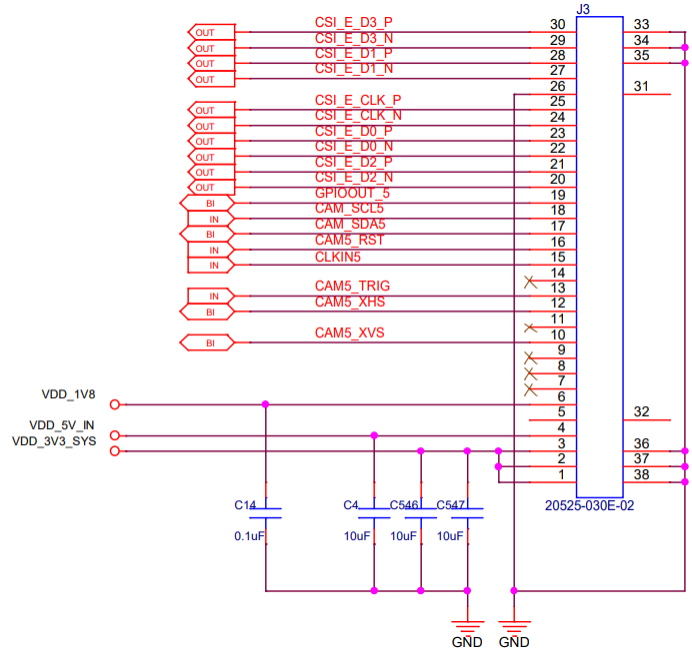 J3
CSI_E_D3_P 30 33
OUT
CSI_E_D3_N 29 34
OUT
CSI_E_D1_P 28 35
OUT
CSI_E_D1_N 27
OUT
26 31
CSI_E_CLK_P 25
OUT
CSI_E_CLK_N 24
OUT
CSI_E_D0_P 23
OUT
CSI_E_D0_N 22
OUT
CSI_E_D2_P 21
OUT
CSI_E_D2_N 20
OUT
GPIOOUT_5 19
BI
CAM_SCL5 18
IN
CAM_SDA5 17
BI
CAM5_RST 16
IN
CLKIN5 15
IN
14
CAM5_TRIG 13
IN
CAM5_XHS 12
BI
11
CAM5_XVS 10
BI
9
8
7
VDD_1V8 6
5 32
VDD_5V_IN 4
VDD_3V3_SYS 3 36
2 37
1 38
C14 C4 C546 C547 20525-030E-02
0.1uF 10uF 10uF 10uF
GND GND